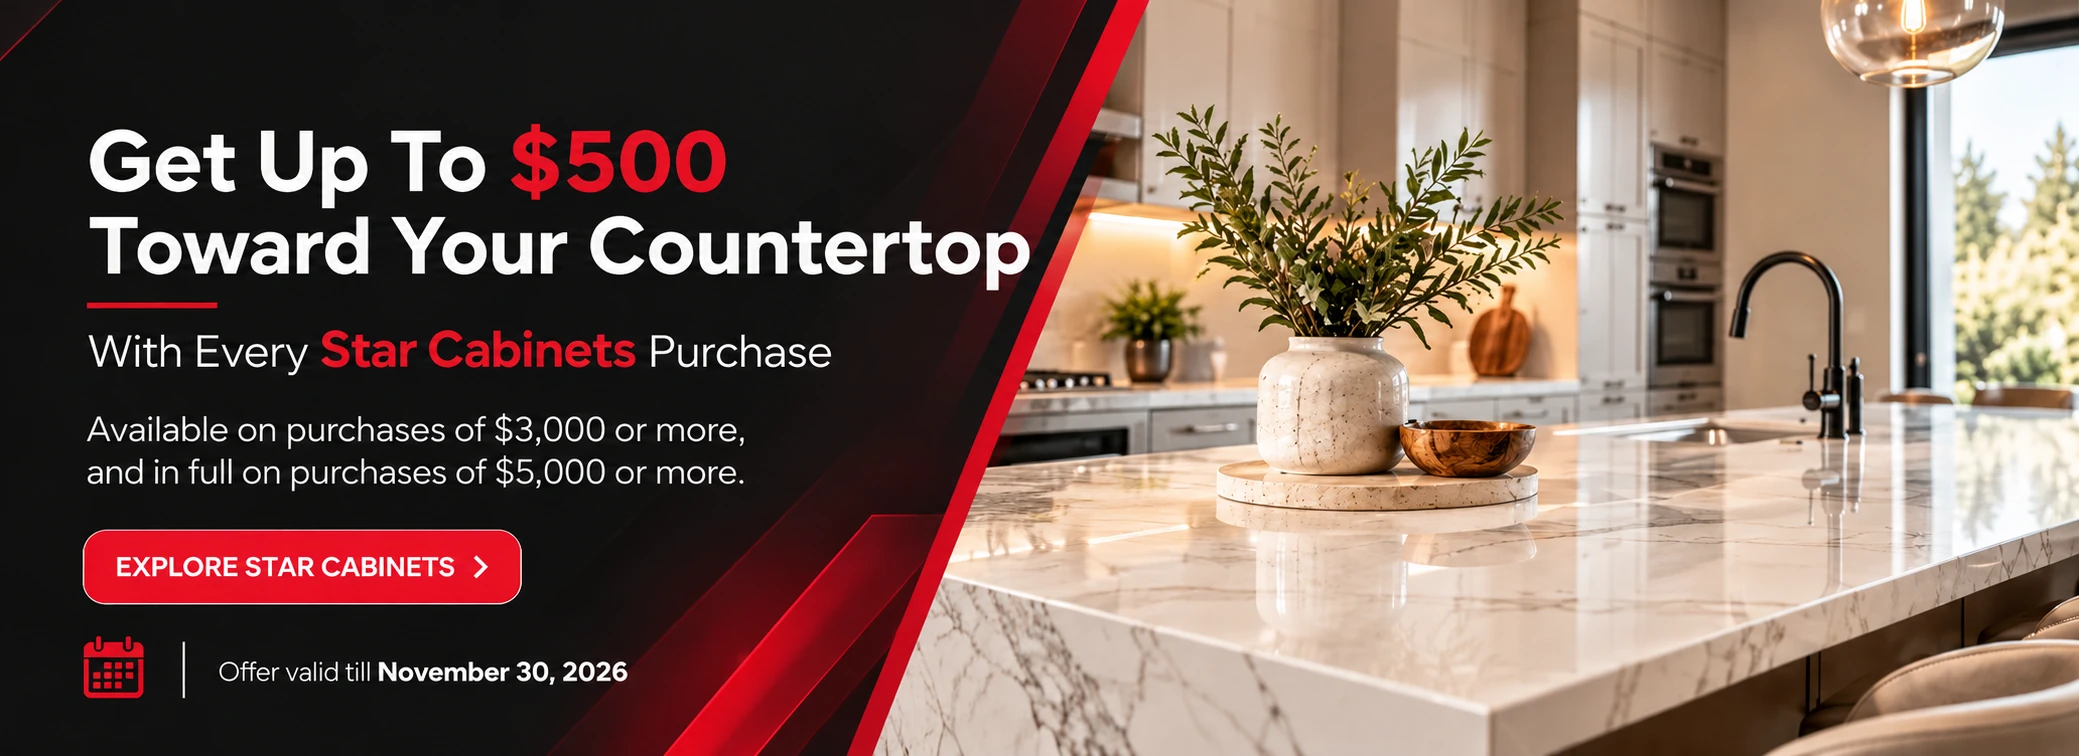 Get Up To $500
Toward Your Countertop
With Every Star Cabinets Purchase
Available on purchases of $3,000 or more,
and in full on purchases of $5,000 or more.
EXPLORE STAR CABINETS
Offer valid till November 30, 2026